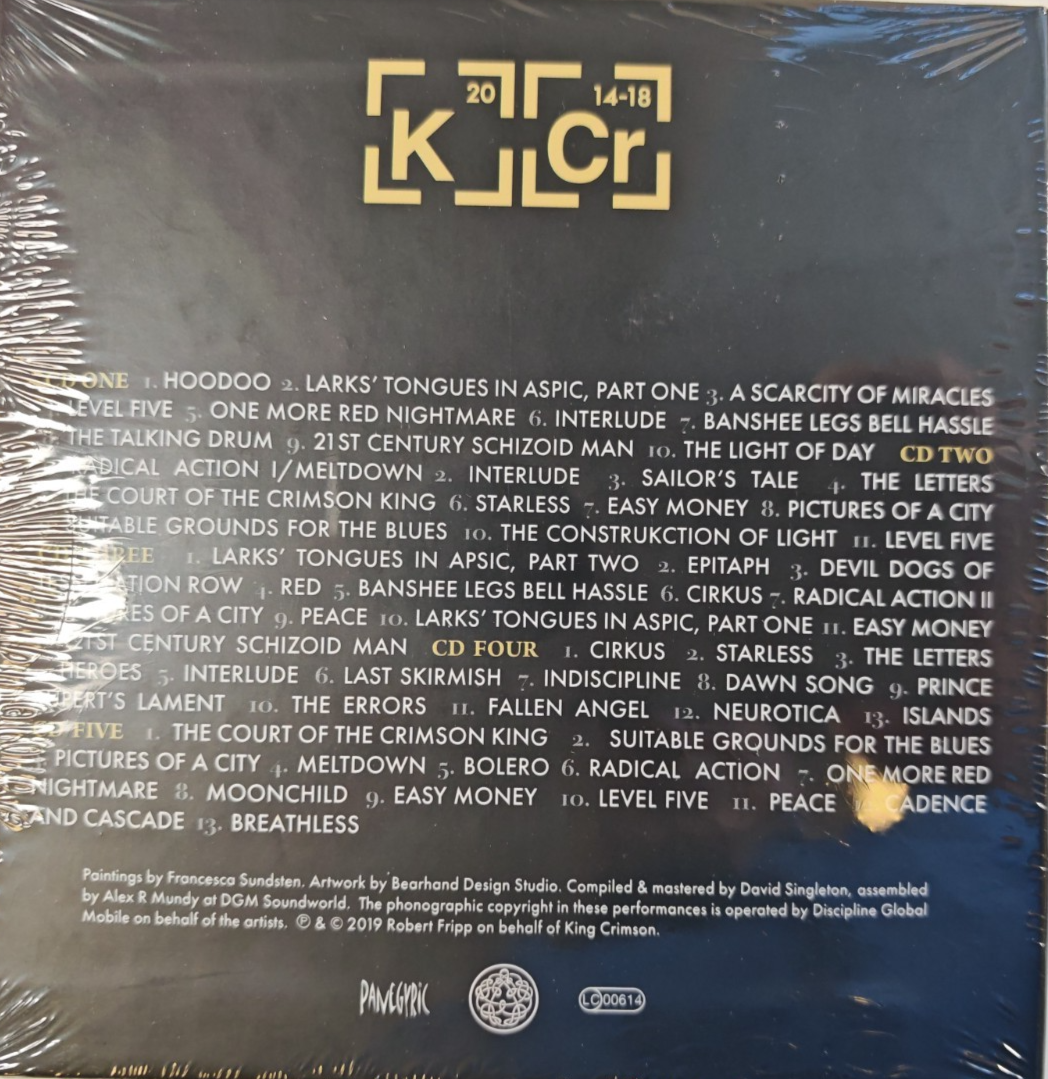 20
14-18
K
Cr
CD ONE 1. HOODOO 2. LARKS' TONGUES IN ASPIC, PART ONE 3. A SCARCITY OF MIRACLES
LEVEL FIVE 5. ONE MORE RED NIGHTMARE 6. INTERLUDE 7. BANSHEE LEGS BELL HASSLE
THE TALKING DRUM 9. 21ST CENTURY SCHIZOID MAN 10. THE LIGHT OF DAY CD TWO
RADICAL ACTION I/MELTDOWN 2. INTERLUDE 3. SAILOR'S TALE 4. THE LETTERS
THE COURT OF THE CRIMSON KING 6. STARLESS 7. EASY MONEY 8. PICTURES OF A CITY
SUITABLE GROUNDS FOR THE BLUES 10. THE CONSTRUKCTION OF LIGHT 11. LEVEL FIVE
CD THREE 1. LARKS' TONGUES IN APSIC, PART TWO 2. EPITAPH 3. DEVIL DOGS OF
ROW 4. RED 5. BANSHEE LEGS BELL HASSLE 6. CIRKUS 7. RADICAL ACTION II
OF A CITY 9. PEACE 10. LARKS' TONGUES IN ASPIC, PART ONE 11. EASY MONEY
21ST CENTURY SCHIZOID MAN CD FOUR 1. CIRKUS 2. STARLESS 3. THE LETTERS
HEROES 5. INTERLUDE 6. LAST SKIRMISH 7. INDISCIPLINE 8. DAWN SONG 9. PRINCE
RUPERT'S LAMENT 10. THE ERRORS 11. FALLEN ANGEL 12. NEUROTICA 13. ISLANDS
CD FIVE 1. THE COURT OF THE CRIMSON KING 2. SUITABLE GROUNDS FOR THE BLUES
PICTURES OF A CITY 4. MELTDOWN 5. BOLERO 6. RADICAL ACTION 7. ONE MORE RED
NIGHTMARE 8. MOONCHILD 9. EASY MONEY 10. LEVEL FIVE 11. PEACE CADENCE
AND CASCADE 13. BREATHLESS
Paintings by Francesca Sundsten. Artwork by Bearhand Design Studio. Compiled & mastered by David Singleton, assembled
by Alex R Mundy at DGM Soundworld. The phonographic copyright in these performances is operated by Discipline Global
Mobile on behalf of the artists. ℗ & © 2019 Robert Fripp on behalf of King Crimson.
PANEGYRIC
LC 00614